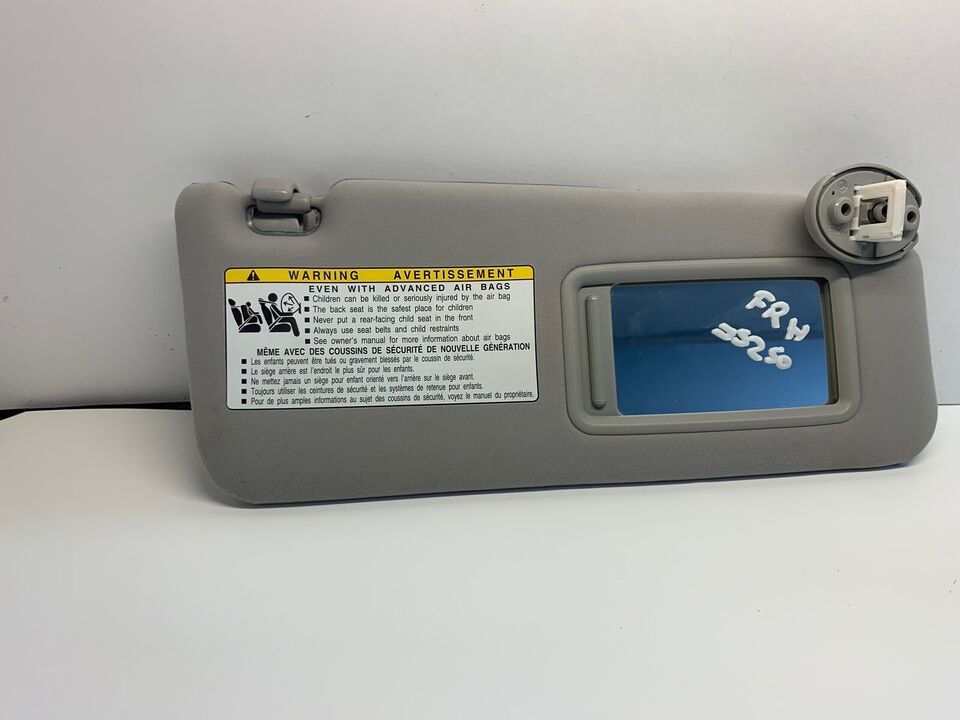 WARNING AVERTISSEMENT
EVEN WITH ADVANCED AIR BAGS
■ Children can be killed or seriously injured by the air bag
■ The back seat is the safest place for children
■ Never put a rear-facing child seat in the front
■ Always use seat belts and child restraints
■ See owner's manual for more information about air bags
MÊME AVEC DES COUSSINS DE SÉCURITÉ DE NOUVELLE GÉNÉRATION
■ Les enfants peuvent être tués ou gravement blessés par le coussin de sécurité.
■ Le siège arrière est l'endroit le plus sûr pour les enfants.
■ Ne mettez jamais un siège pour enfant orienté vers l'arrière sur le siège avant.
■ Toujours utiliser les ceintures de sécurité et les systèmes de retenue pour enfants.
■ Pour de plus amples informations au sujet des coussins de sécurité, voyez le manuel du propriétaire.
FRH